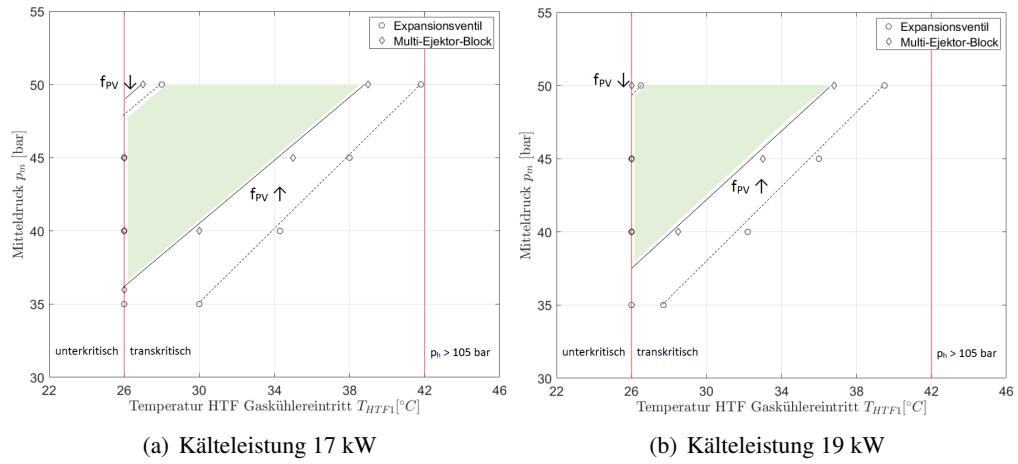 55
50
45
40
35
30
22
26
30
34
38
42
46
Mitteldruck p_m [bar]
Temperatur HTF Gaskühlereintritt T_HTF1[°C]
Expansionsventil
Multi-Ejektor-Block
f_PV ↓
f_PV ↑
unterkritisch
transkritisch
p_h > 105 bar
(a) Kälteleistung 17 kW
55
50
45
40
35
30
22
26
30
34
38
42
46
Mitteldruck p_m [bar]
Temperatur HTF Gaskühlereintritt T_HTF1[°C]
Expansionsventil
Multi-Ejektor-Block
f_PV ↓
f_PV ↑
unterkritisch
transkritisch
p_h > 105 bar
(b) Kälteleistung 19 kW